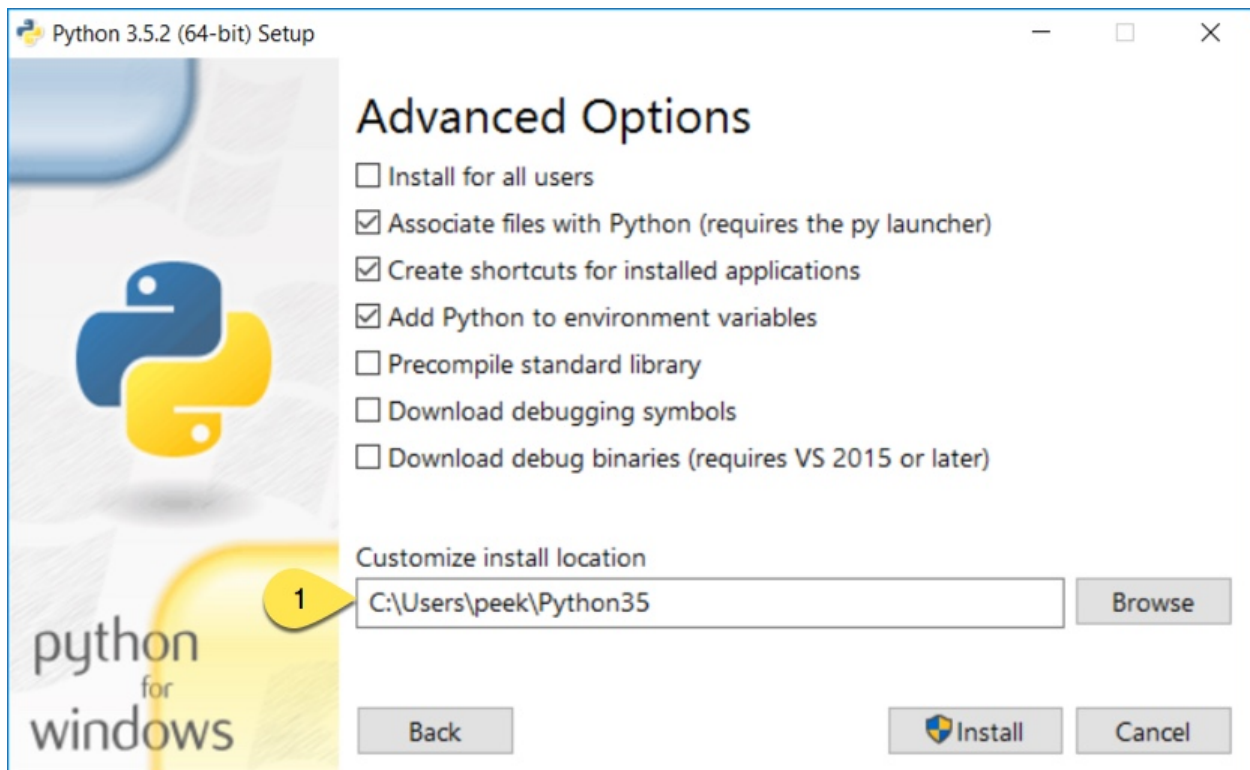 Python 3.5.2 (64-bit) Setup
Advanced Options
Install for all users
Associate files with Python (requires the py launcher)
Create shortcuts for installed applications
Add Python to environment variables
Precompile standard library
Download debugging symbols
Download debug binaries (requires VS 2015 or later)
Customize install location
1
C:\Users\peek\Python35
Browse
python
for
windows
Back
Install
Cancel